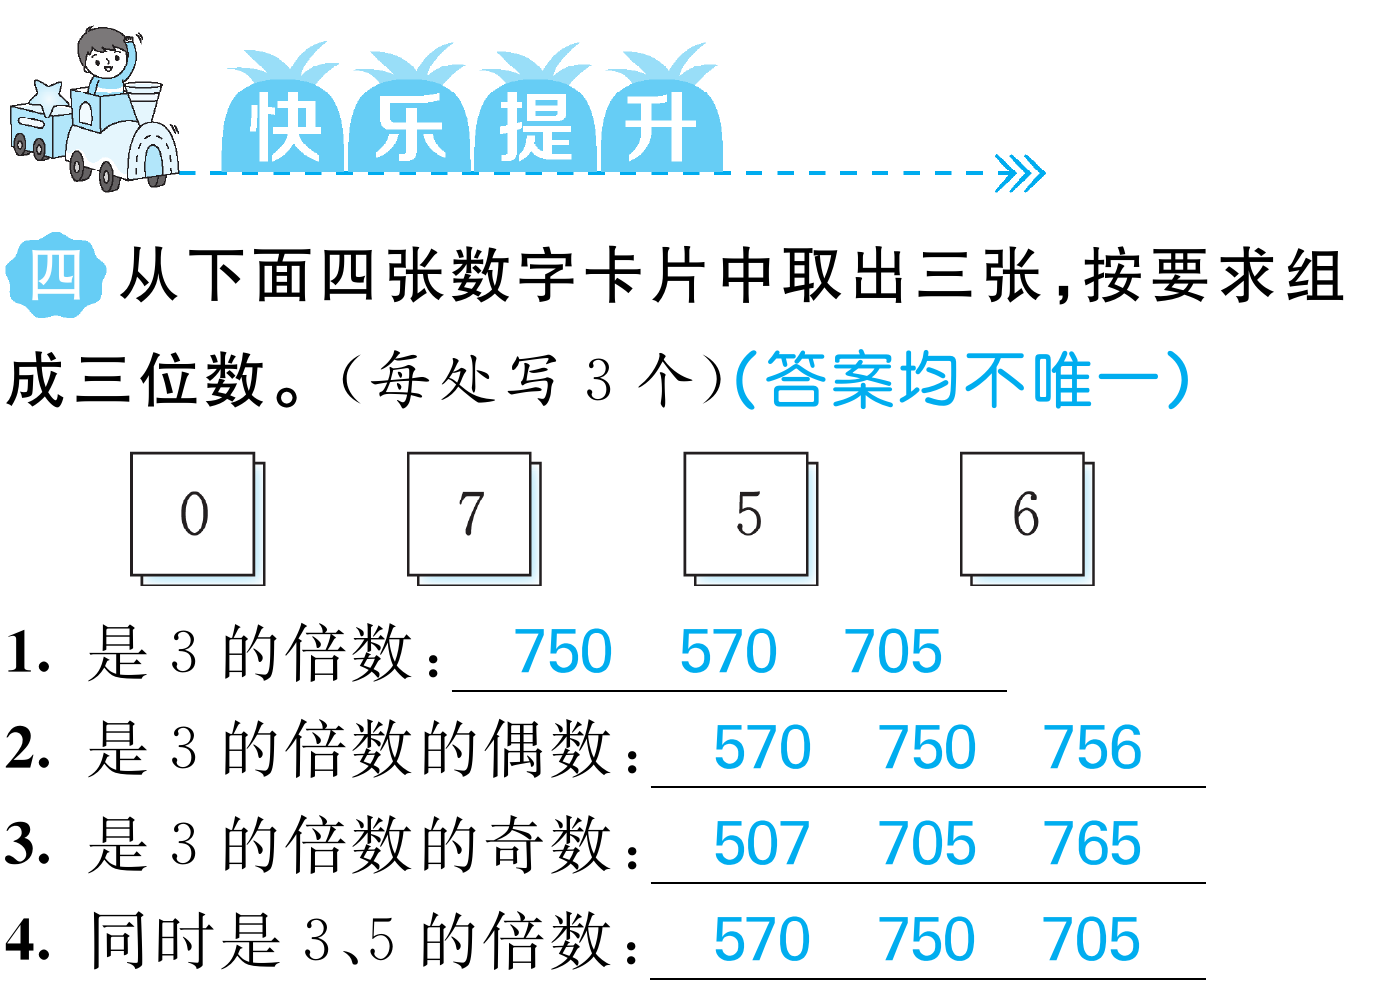 快乐提升
四 从下面四张数字卡片中取出三张,按要求组
成三位数。(每处写 3 个)(答案均不唯一)
0 7 5 6
1. 是 3 的倍数: 750 570 705
2. 是 3 的倍数的偶数: 570 750 756
3. 是 3 的倍数的奇数: 507 705 765
4. 同时是 3、5 的倍数: 570 750 705